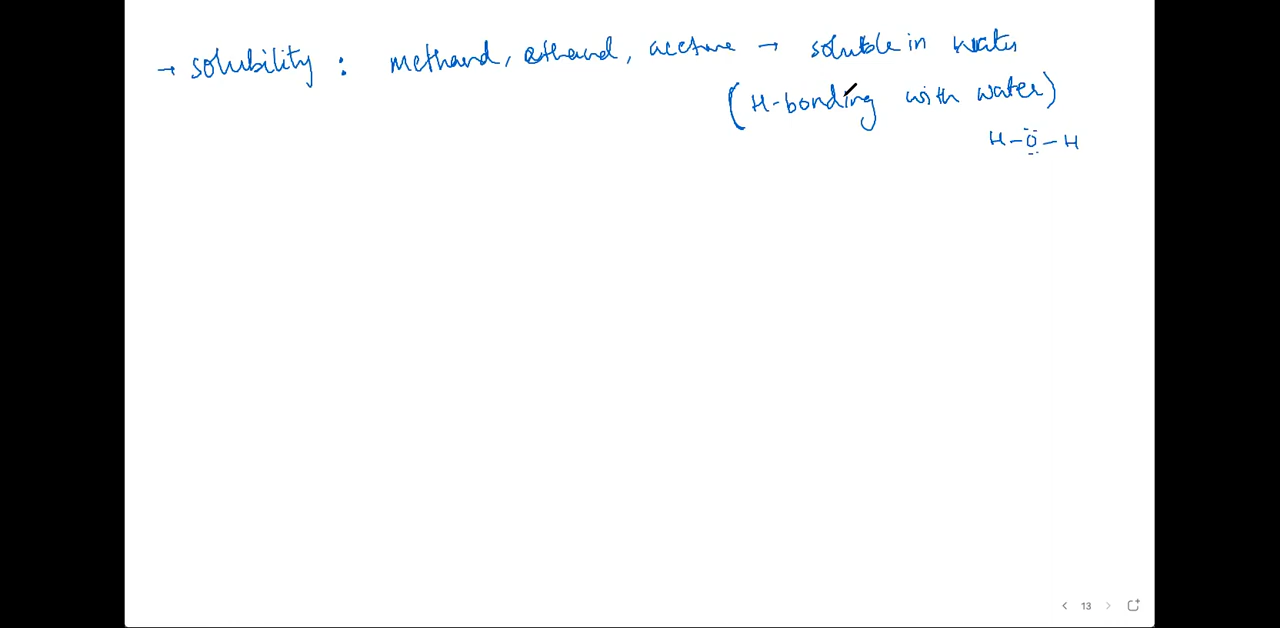 → solubility : methanol, ethanol, acetone → soluble in water
(H-bonding with water)
H-Ö-H
13